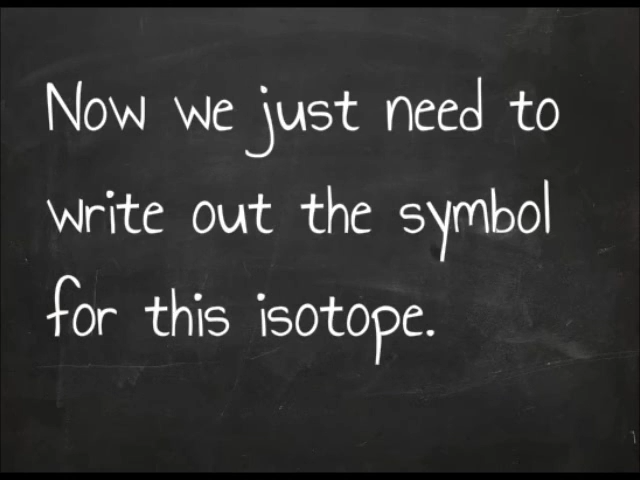 Now we just need to
write out the symbol
for this isotope.